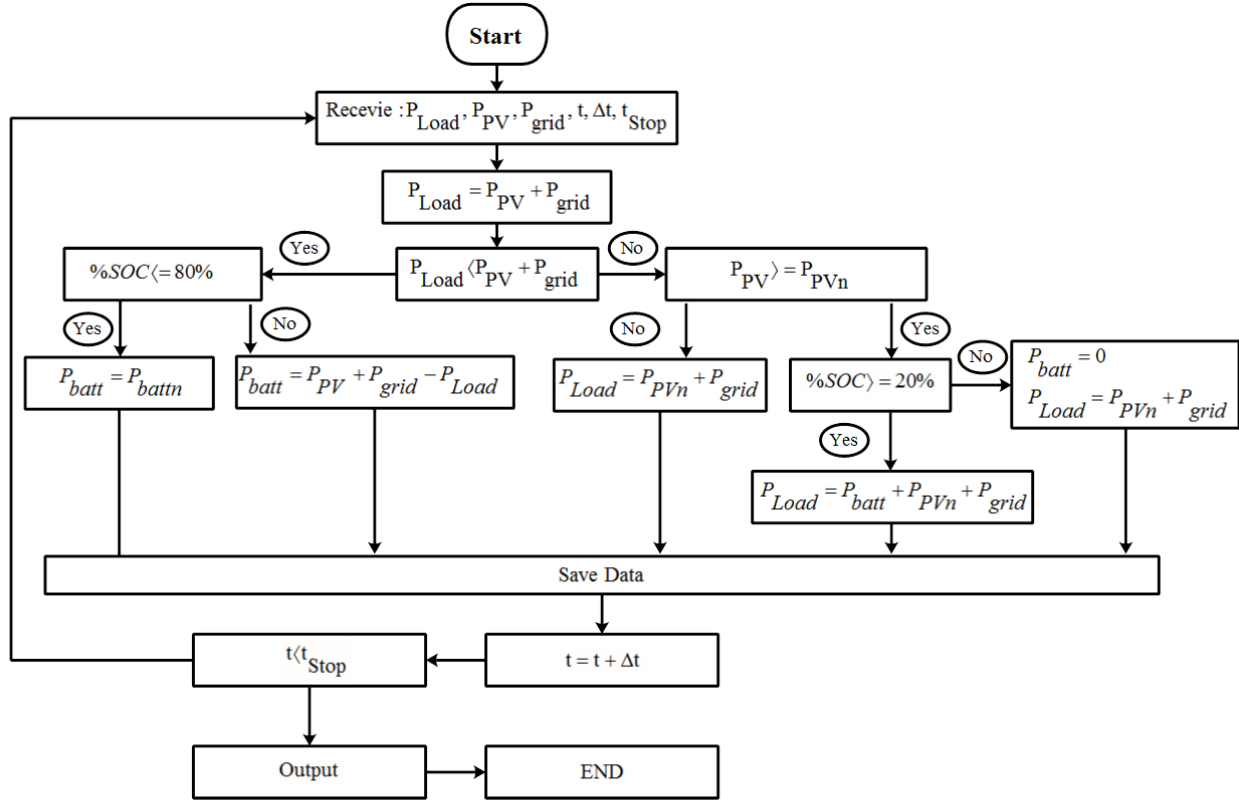 Start
Recevie : P_Load, P_PV, P_grid, t, Δt, t_Stop
P_Load = P_PV + P_grid
Yes
No
%SOC⟨= 80%
P_Load ⟨P_PV + P_grid
P_PV ⟩ = P_PVn
Yes
No
No
Yes
No
P_batt = P_battn
P_batt = P_PV + P_grid − P_Load
P_Load = P_PVn + P_grid
%SOC⟩ = 20%
P_batt = 0
P_Load = P_PVn + P_grid
Yes
P_Load = P_batt + P_PVn + P_grid
Save Data
t⟨t_Stop
t = t + Δt
Output
END